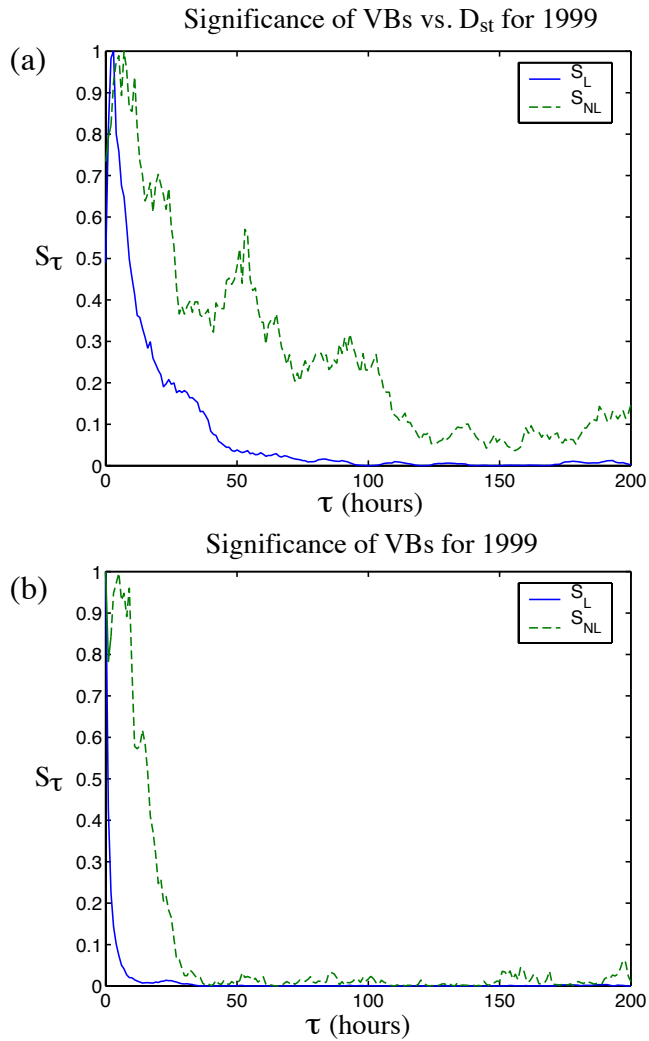 Significance of VBs vs. Dst for 1999
(a)
1
0.9
0.8
0.7
0.6
0.5
0.4
0.3
0.2
0.1
0
Sτ
SL
SNL
0 50 100 150 200
τ (hours)
Significance of VBs for 1999
(b)
1
0.9
0.8
0.7
0.6
0.5
0.4
0.3
0.2
0.1
0
Sτ
SL
SNL
0 50 100 150 200
τ (hours)